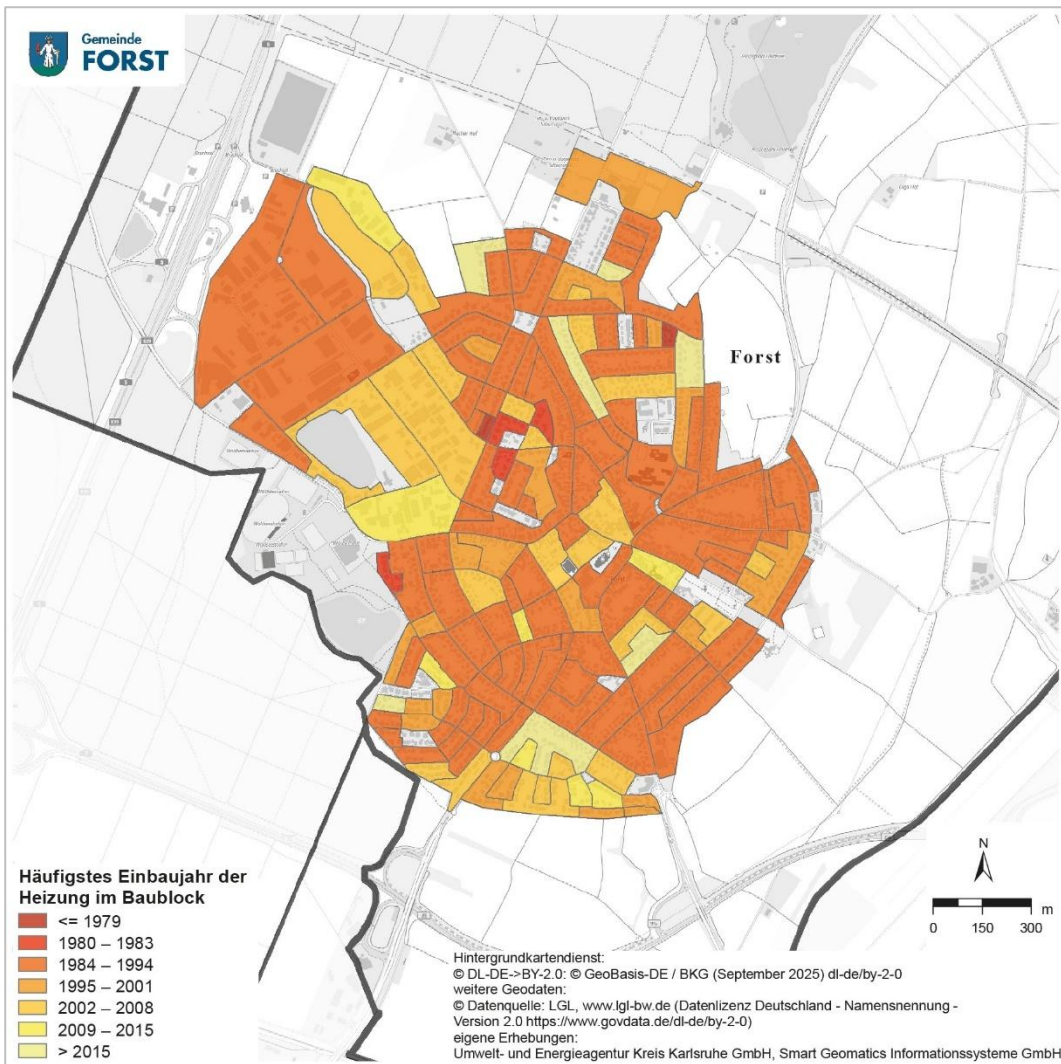 Gemeinde
FORST
Forst
Häufigstes Einbaujahr der
Heizung im Baublock
<= 1979
1980 – 1983
1984 – 1994
1995 – 2001
2002 – 2008
2009 – 2015
> 2015
N
m
0 150 300
Hintergrundkartendienst:
© DL-DE->BY-2.0: © GeoBasis-DE / BKG (September 2025) dl-de/by-2-0
weitere Geodaten:
© Datenquelle: LGL, www.lgl-bw.de (Datenlizenz Deutschland - Namensnennung -
Version 2.0 https://www.govdata.de/dl-de/by-2-0)
eigene Erhebungen:
Umwelt- und Energieagentur Kreis Karlsruhe GmbH, Smart Geomatics Informationssysteme GmbH